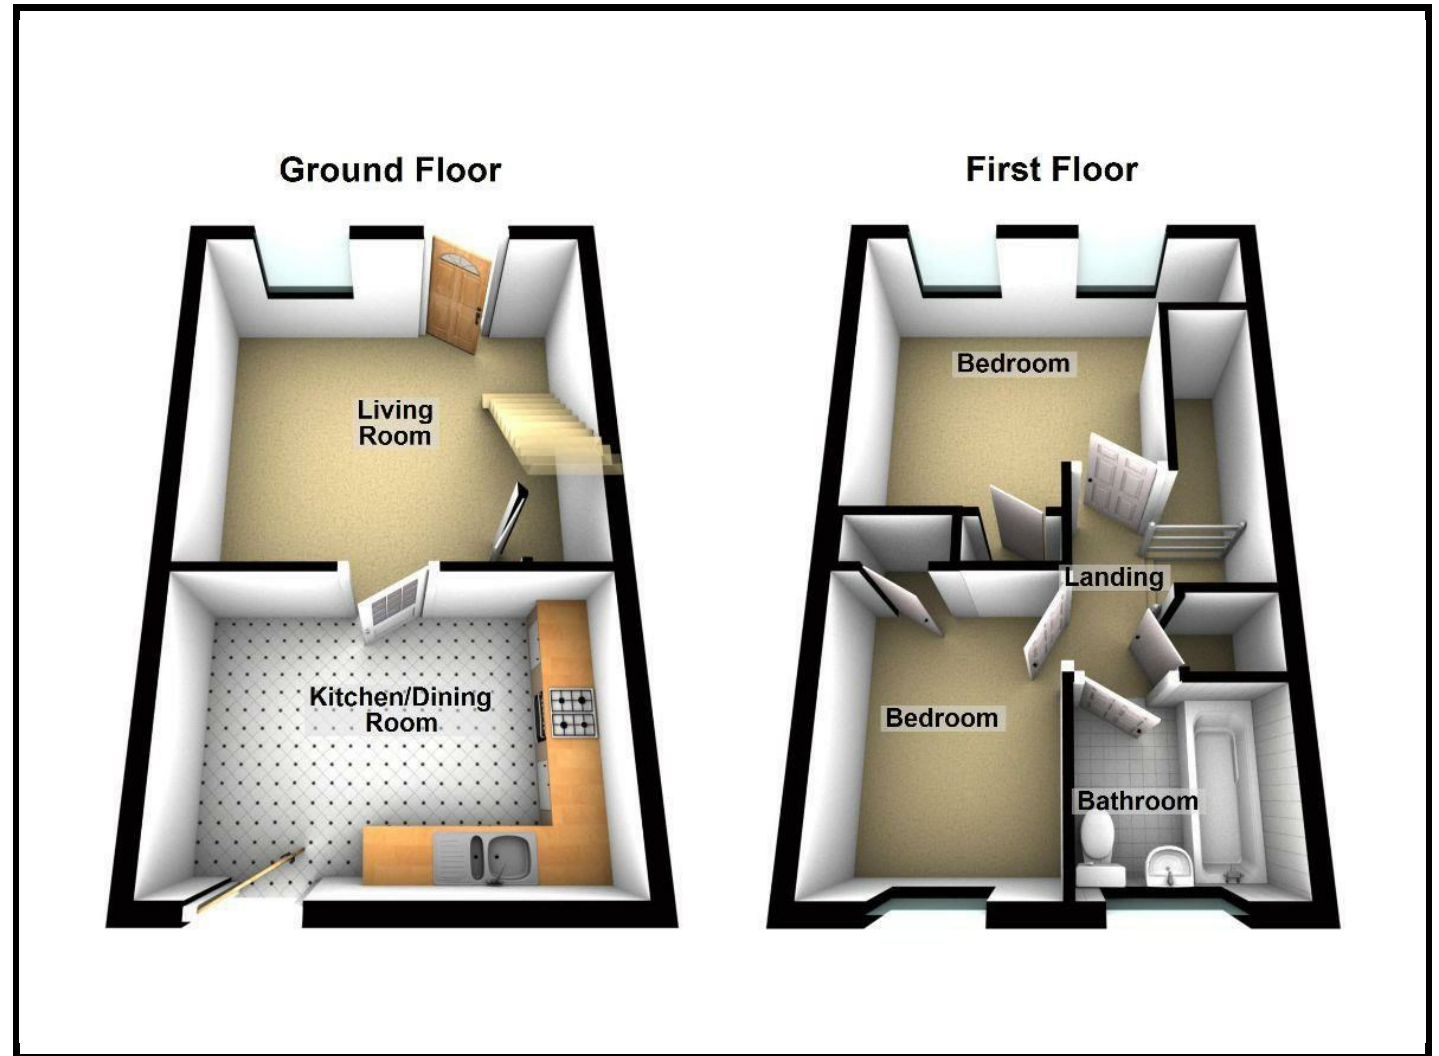 Ground Floor
Living
Room
Kitchen/Dining
Room
First Floor
Bedroom
Landing
Bedroom
Bathroom